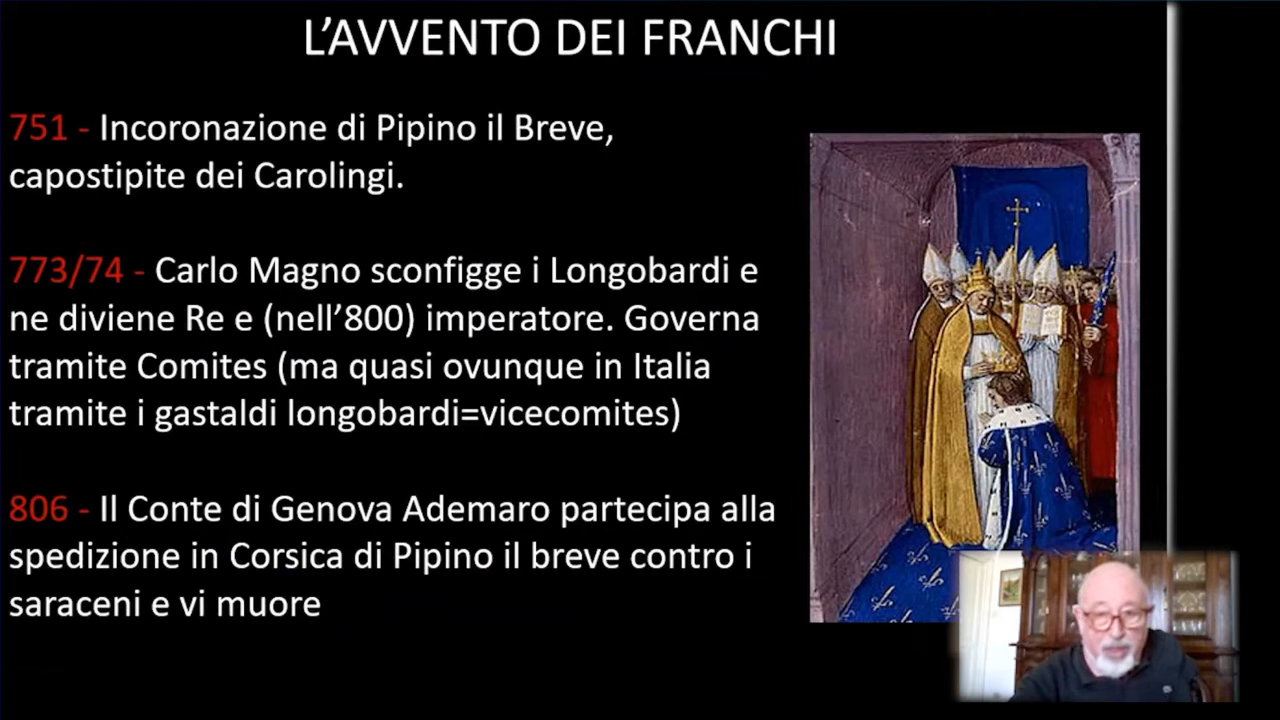 L'AVVENTO DEI FRANCHI
751 - Incoronazione di Pipino il Breve,
capostipite dei Carolingi.
773/74 - Carlo Magno sconfigge i Longobardi e
ne diviene Re e (nell'800) imperatore. Governa
tramite Comites (ma quasi ovunque in Italia
tramite i gastaldi longobardi=vicecomites)
806 - Il Conte di Genova Ademaro partecipa alla
spedizione in Corsica di Pipino il breve contro i
saraceni e vi muore